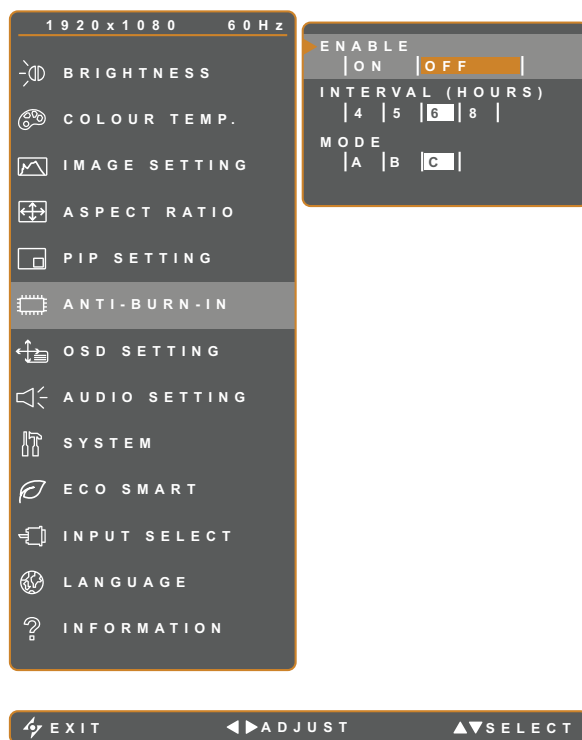 1920x1080 60Hz
BRIGHTNESS
COLOUR TEMP.
IMAGE SETTING
ASPECT RATIO
PIP SETTING
ANTI-BURN-IN
OSD SETTING
AUDIO SETTING
SYSTEM
ECO SMART
INPUT SELECT
LANGUAGE
INFORMATION
ENABLE
ON OFF
INTERVAL (HOURS)
4 5 6 8
MODE
A B C
EXIT ADJUST SELECT